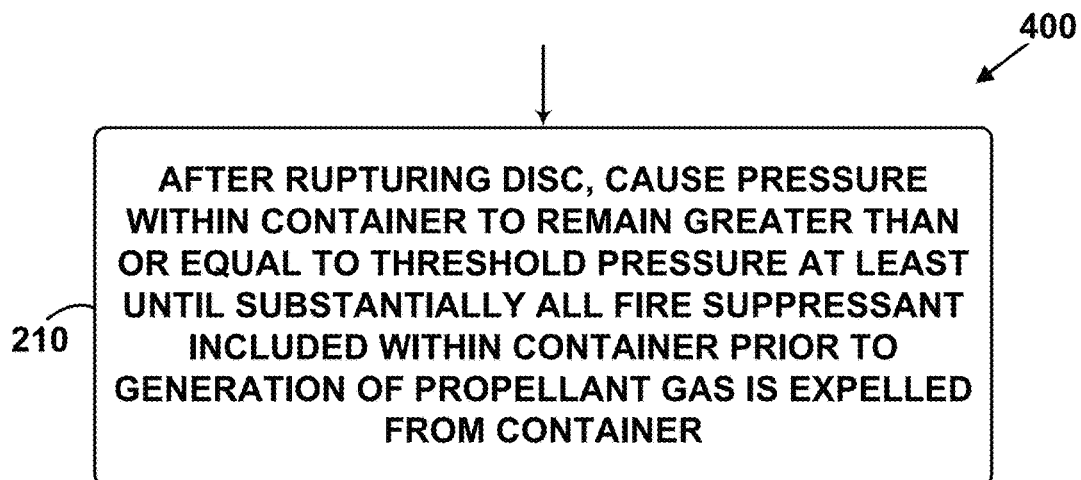 400
AFTER RUPTURING DISC, CAUSE PRESSURE
WITHIN CONTAINER TO REMAIN GREATER THAN
OR EQUAL TO THRESHOLD PRESSURE AT LEAST
UNTIL SUBSTANTIALLY ALL FIRE SUPPRESSANT
INCLUDED WITHIN CONTAINER PRIOR TO
GENERATION OF PROPELLANT GAS IS EXPELLED
FROM CONTAINER
210